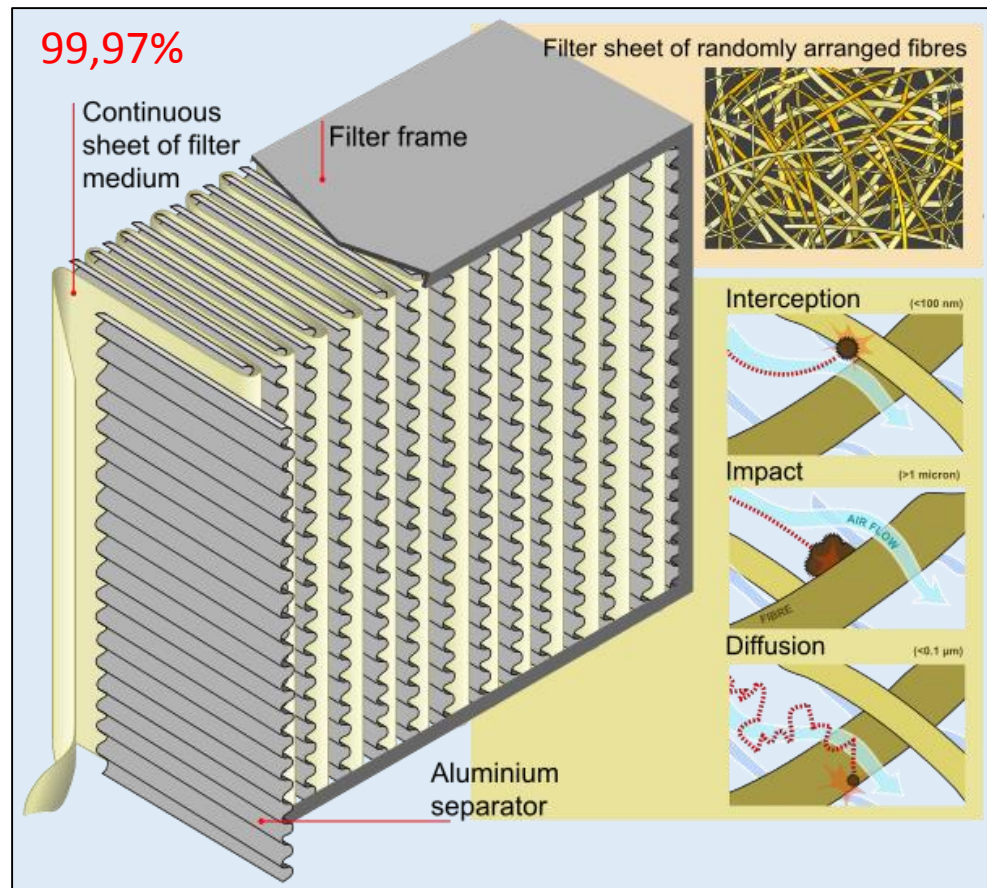 99,97%
Continuous
sheet of filter
medium
Filter frame
Filter sheet of randomly arranged fibres
Interception (<100 nm)
Impact (>1 micron)
AIR FLOW
FIBRE
Diffusion (<0.1 µm)
Aluminium
separator